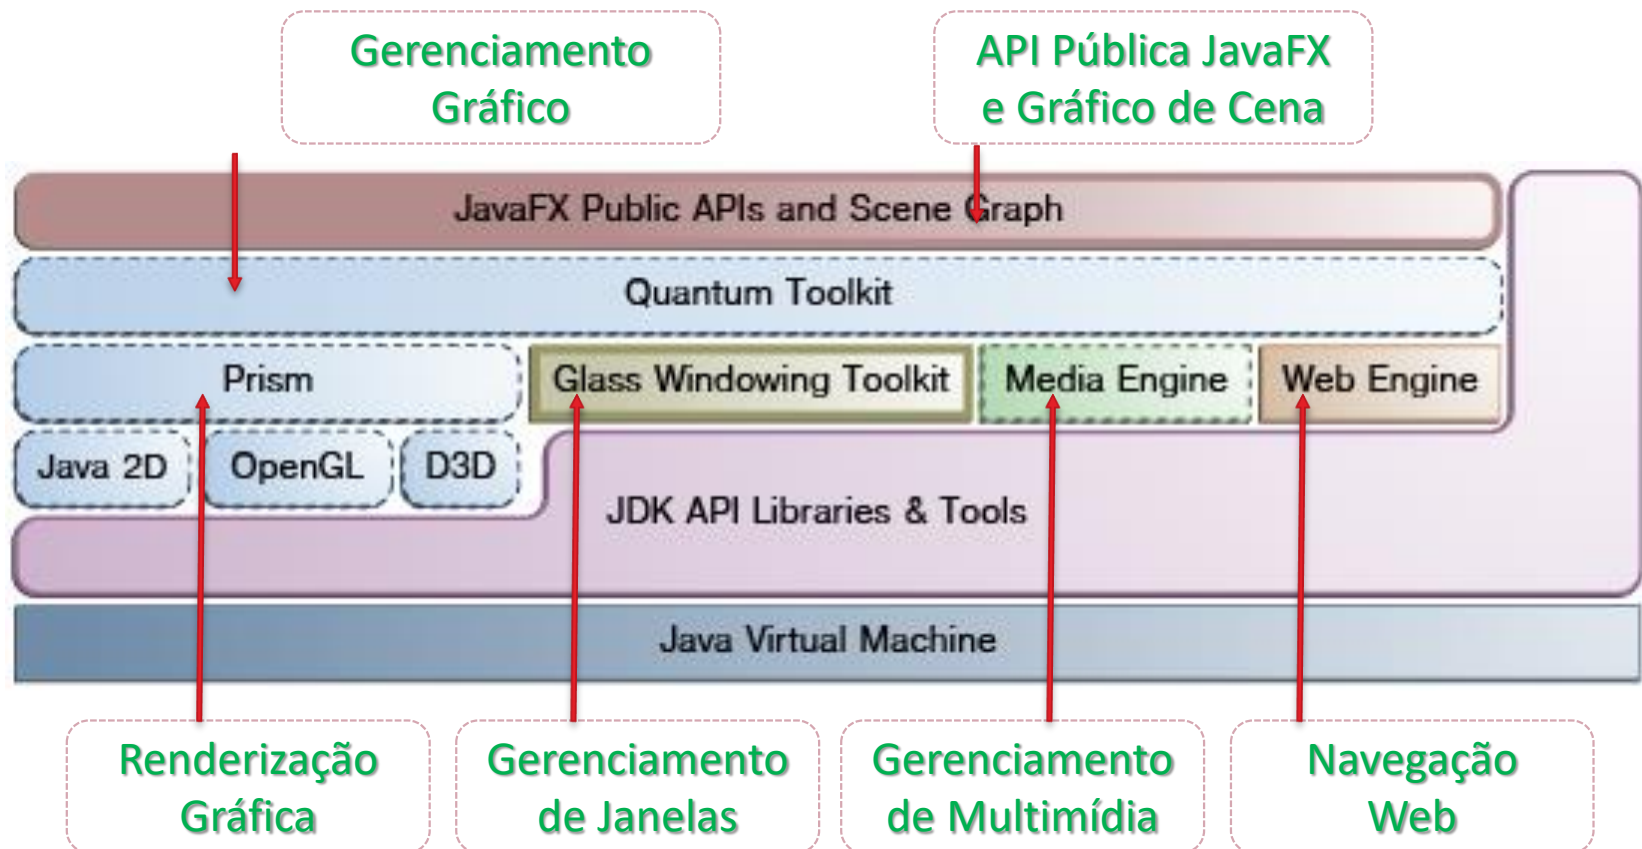 Gerenciamento
Gráfico
API Pública JavaFX
e Gráfico de Cena
JavaFX Public APIs and Scene Graph
Quantum Toolkit
Prism
Glass Windowing Toolkit
Media Engine
Web Engine
Java 2D
OpenGL
D3D
JDK API Libraries & Tools
Java Virtual Machine
Renderização
Gráfica
Gerenciamento
de Janelas
Gerenciamento
de Multimídia
Navegação
Web